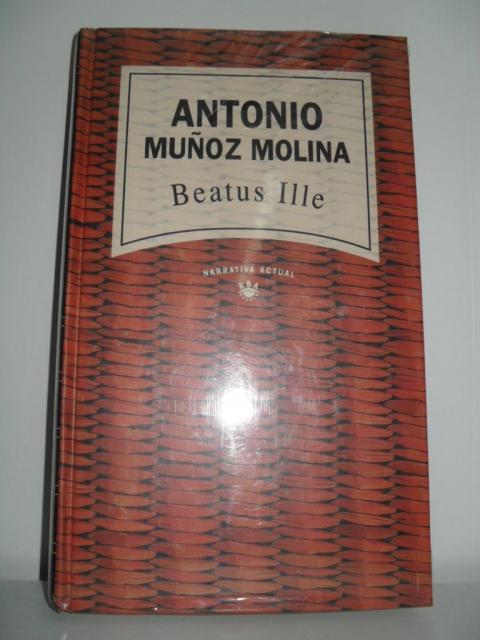 ANTONIO
MUÑOZ MOLINA
Beatus Ille
NARRATIVA ACTUAL
RBA